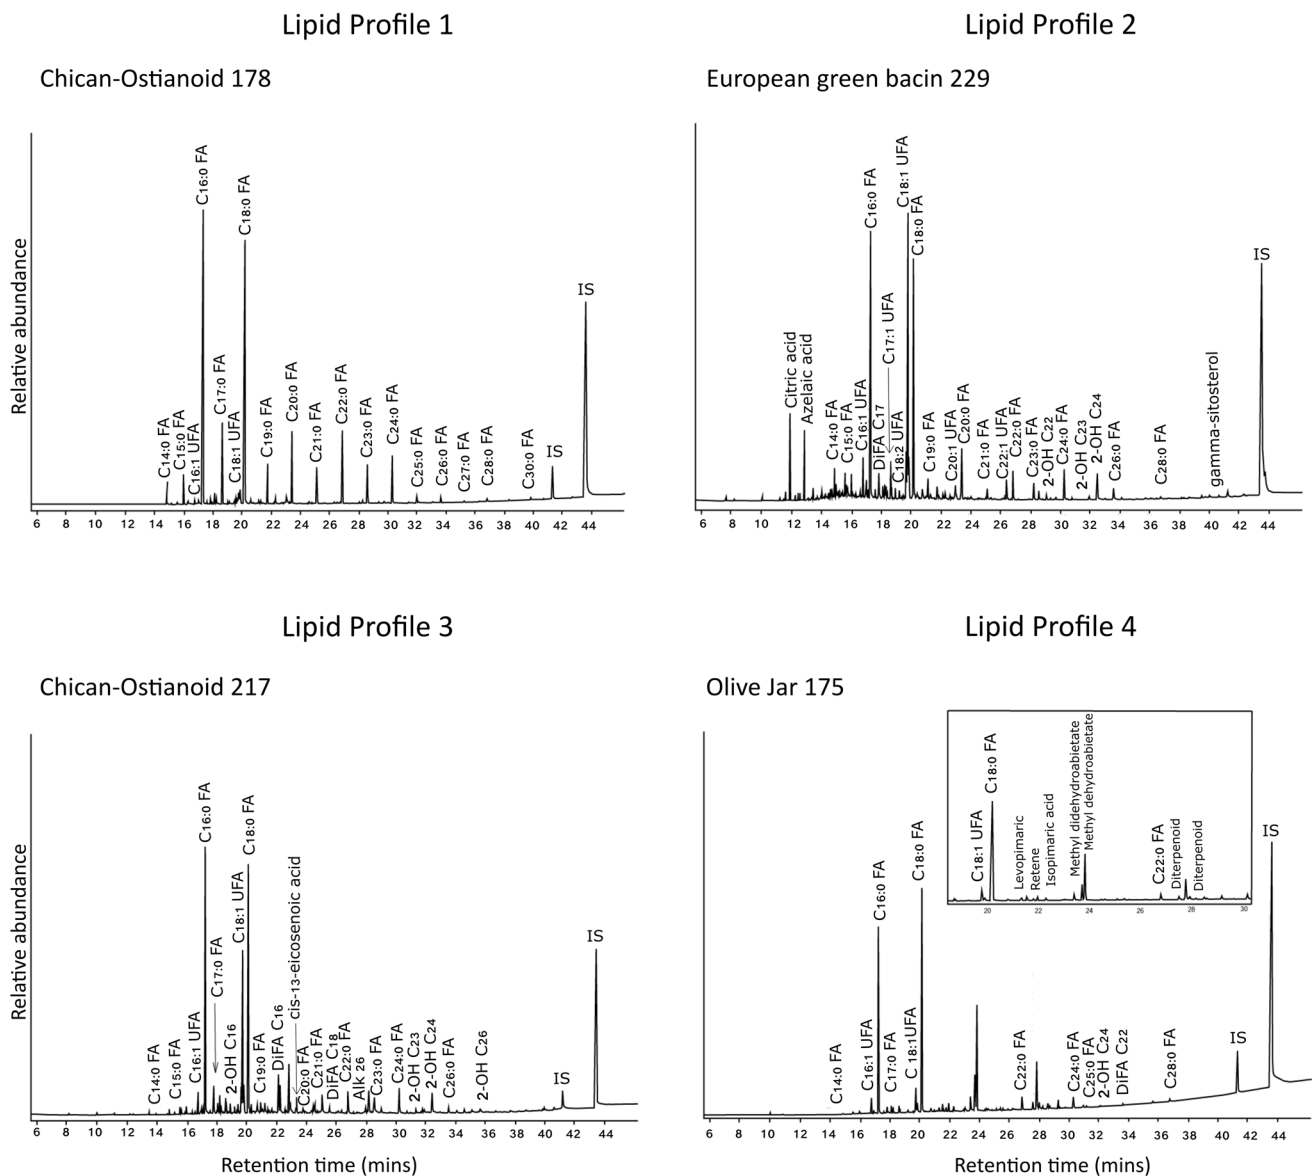 Lipid Profile 1
Chican-Ostianoid 178
Relative abundance
C14:0 FA
C15:0 FA
C16:1 UFA
C16:0 FA
C17:0 FA
C18:1 UFA
C18:0 FA
C19:0 FA
C20:0 FA
C21:0 FA
C22:0 FA
C23:0 FA
C24:0 FA
C25:0 FA
C26:0 FA
C27:0 FA
C28:0 FA
C30:0 FA
IS
IS
6 8 10 12 14 16 18 20 22 24 26 28 30 32 34 36 38 40 42 44
Lipid Profile 2
European green bacin 229
Citric acid
Azelaic acid
C14:0 FA
C15:0 FA
C16:1 UFA
C16:0 FA
DiFA C17
C17:1 UFA
C18:2 UFA
C18:1 UFA
C18:0 FA
C19:0 FA
C20:1 UFA
C20:0 FA
C21:0 FA
C22:1 UFA
C22:0 FA
C23:0 FA
2-OH C22
C24:0 FA
2-OH C23
2-OH C24
C26:0 FA
C28:0 FA
gamma-sitosterol
IS
6 8 10 12 14 16 18 20 22 24 26 28 30 32 34 36 38 40 42 44
Lipid Profile 3
Chican-Ostianoid 217
Relative abundance
C14:0 FA
C15:0 FA
C16:1 UFA
C16:0 FA
C17:0 FA
2-OH C16
C18:1 UFA
C18:0 FA
C19:0 FA
DiFA C16
cis-13-eicosenoic acid
C20:0 FA
C21:0 FA
DiFA C18
C22:0 FA
Alk 26
C23:0 FA
C24:0 FA
2-OH C23
2-OH C24
C26:0 FA
2-OH C26
IS
IS
6 8 10 12 14 16 18 20 22 24 26 28 30 32 34 36 38 40 42 44
Retention time (mins)
Lipid Profile 4
Olive Jar 175
C18:1 UFA
C18:0 FA
Levopimaric
Retene
Isopimaric acid
Methyl didehydroabietate
Methyl dehydroabietate
C22:0 FA
Diterpenoid
Diterpenoid
20 22 24 26 28 30
C14:0 FA
C16:1 UFA
C16:0 FA
C17:0 FA
C18:1UFA
C18:0 FA
C22:0 FA
C24:0 FA
C25:0 FA
2-OH C24
DiFA C22
C28:0 FA
IS
IS
6 8 10 12 14 16 18 20 22 24 26 28 30 32 34 36 38 40 42 44
Retention time (mins)